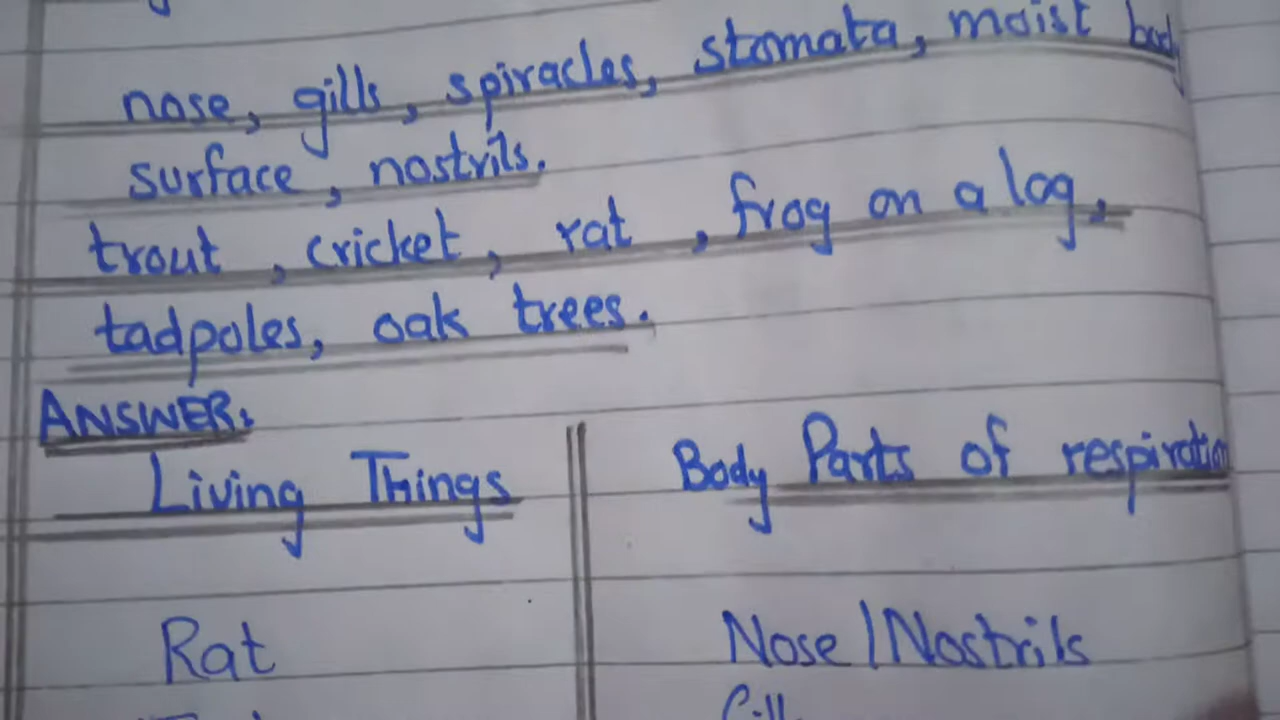 nose, gills, spiracles, stomata, moist body
surface, nostrils.
trout, cricket, rat, frog on a log,
tadpoles, oak trees.
ANSWER:
Living Things Body Parts of respiration
Rat Nose/Nostrils